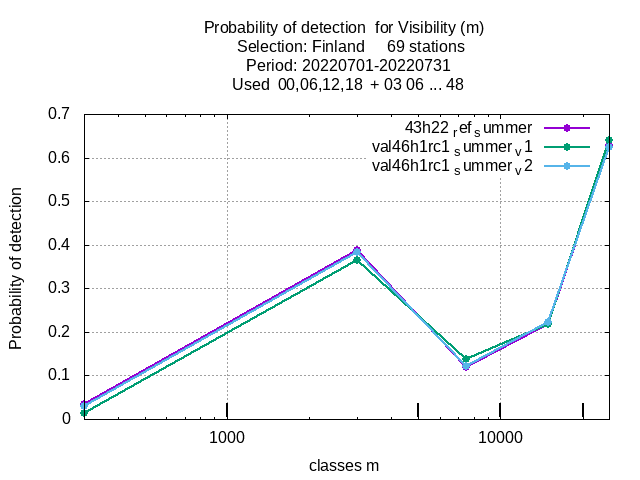 Probability of detection  for Visibility (m)
Selection: Finland     69 stations
Period: 20220701-20220731
Used  00,06,12,18  + 03 06 ... 48
43h22 ref summer
val46h1rc1 summer v1
val46h1rc1 summer v2
Probability of detection
0.7
0.6
0.5
0.4
0.3
0.2
0.1
0
1000 10000
classes m